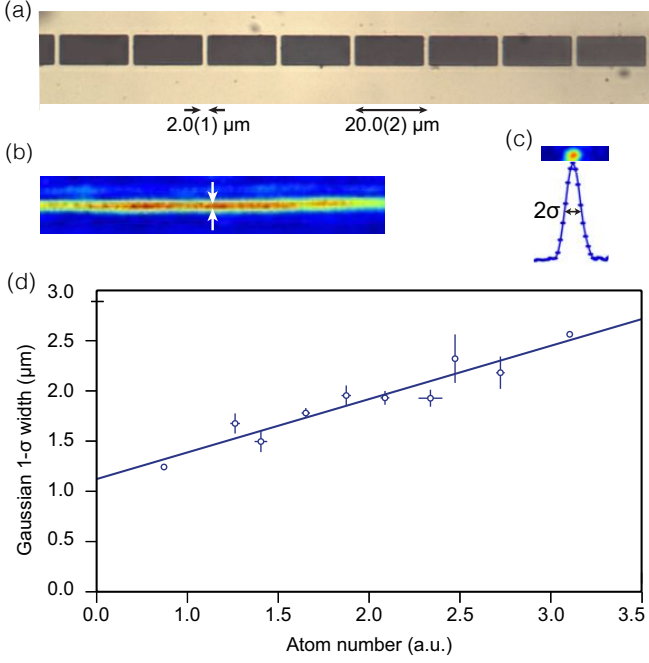 (a)
2.0(1) μm
20.0(2) μm
(b)
(c)
2σ
(d)
3.0
2.5
2.0
1.5
1.0
0.5
0.0
Gaussian 1-σ width (μm)
0.0
1.0
1.5
2.0
2.5
3.0
3.5
Atom number (a.u.)